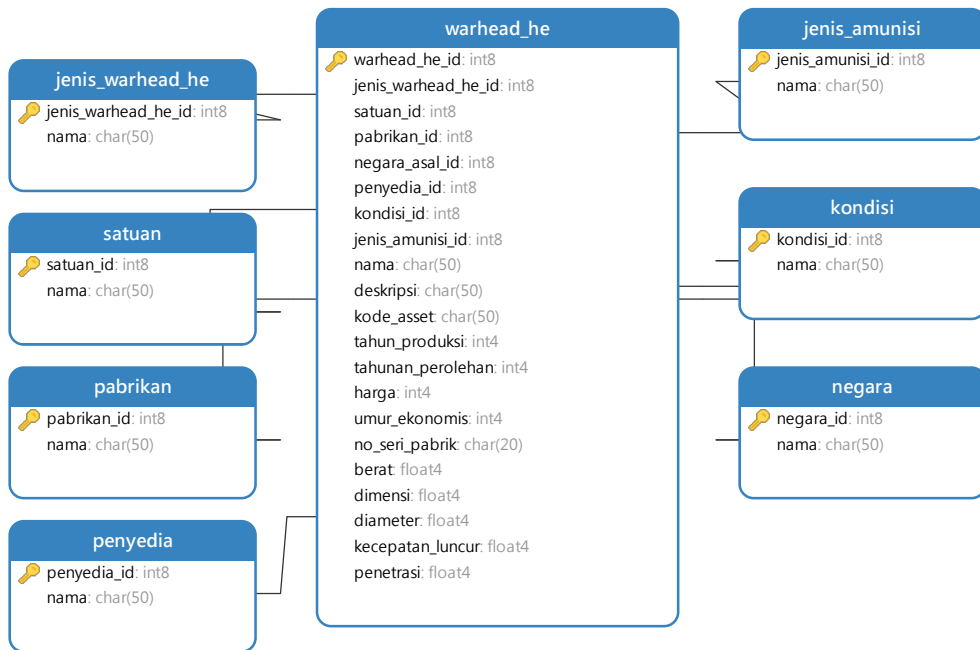 jenis_warhead_he
jenis_warhead_he_id: int8
nama: char(50)
satuan
satuan_id: int8
nama: char(50)
pabrikan
pabrikan_id: int8
nama: char(50)
penyedia
penyedia_id: int8
nama: char(50)
warhead_he
warhead_he_id: int8
jenis_warhead_he_id: int8
satuan_id: int8
pabrikan_id: int8
negara_asal_id: int8
penyedia_id: int8
kondisi_id: int8
jenis_amunisi_id: int8
nama: char(50)
deskripsi: char(50)
kode_asset: char(50)
tahun_produksi: int4
tahunan_perolehan: int4
harga: int4
umur_ekonomis: int4
no_seri_pabrik: char(20)
berat: float4
dimensi: float4
diameter: float4
kecepatan_luncur: float4
penetrasi: float4
jenis_amunisi
jenis_amunisi_id: int8
nama: char(50)
kondisi
kondisi_id: int8
nama: char(50)
negara
negara_id: int8
nama: char(50)